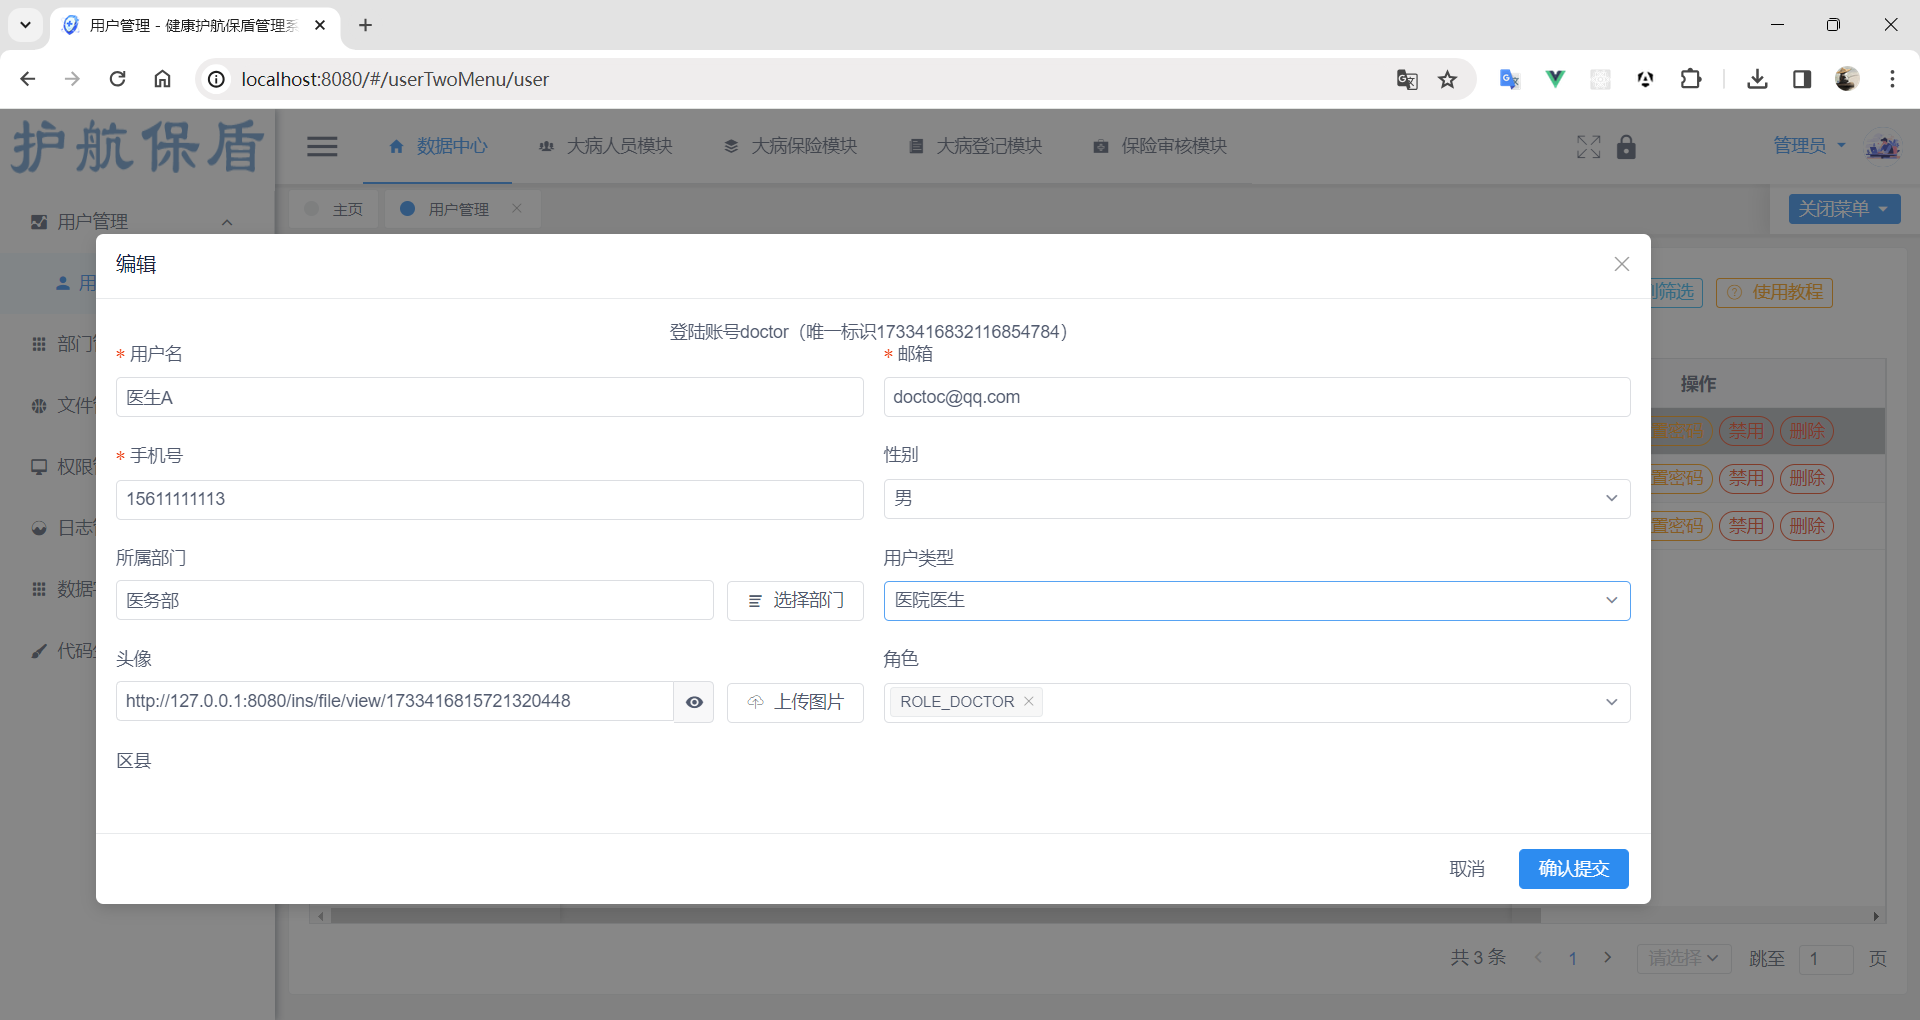 用户管理 - 健康护航保盾管理系
localhost:8080/#/userTwoMenu/user
护航保盾
数据中心
大病人员模块
大病保险模块
大病登记模块
保险审核模块
管理员
主页
用户管理
关闭菜单
用户管理
用
部门
文件
权限
日志
数据
代码
筛选
使用教程
操作
密码 禁用 删除
置密码 禁用 删除
置密码 禁用 删除
编辑
登陆账号doctor（唯一标识1733416832116854784）
* 用户名
* 邮箱
医生A
doctoc@qq.com
* 手机号
性别
15611111113
男
所属部门
用户类型
医务部
选择部门
医院医生
头像
角色
http://127.0.0.1:8080/ins/file/view/1733416815721320448
上传图片
ROLE_DOCTOR
区县
取消
确认提交
共 3 条
1
请选择
跳至
1
页